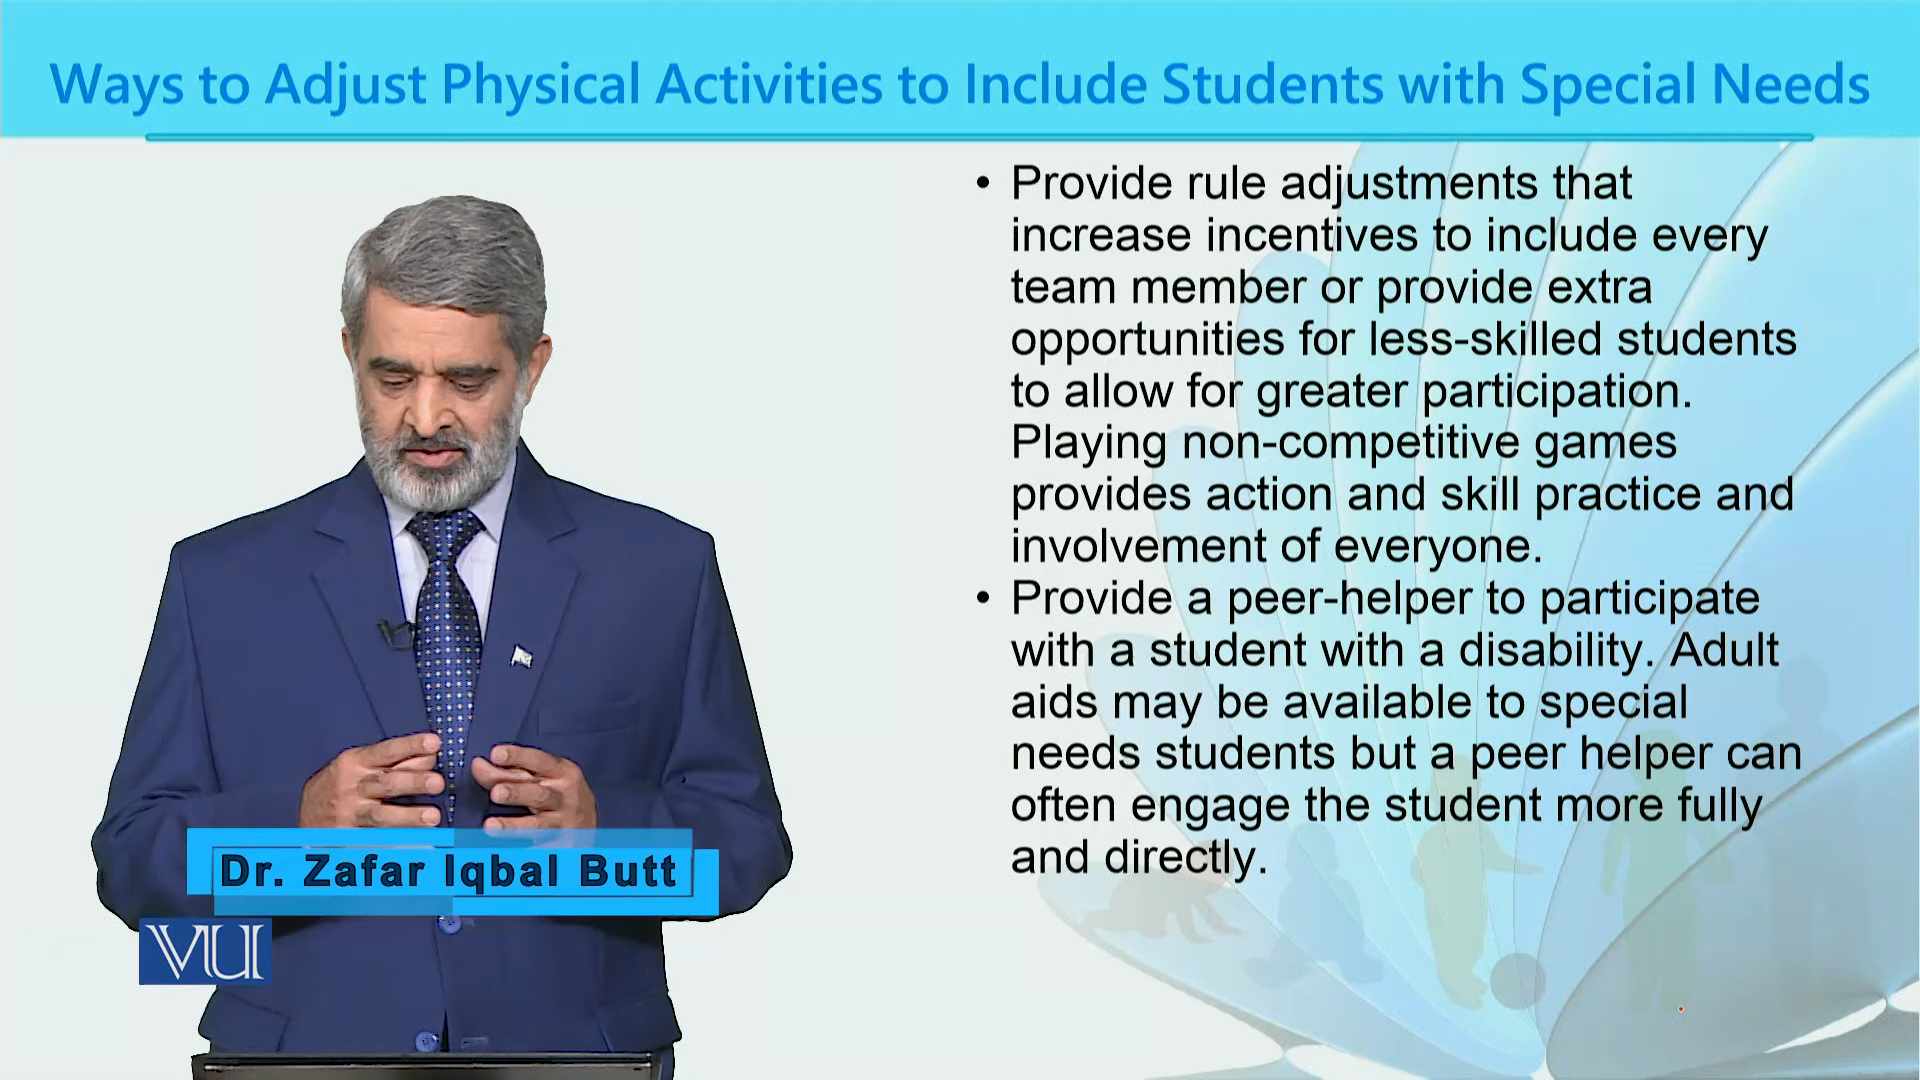 Ways to Adjust Physical Activities to Include Students with Special Needs
• Provide rule adjustments that
increase incentives to include every
team member or provide extra
opportunities for less-skilled students
to allow for greater participation.
Playing non-competitive games
provides action and skill practice and
involvement of everyone.
• Provide a peer-helper to participate
with a student with a disability. Adult
aids may be available to special
needs students but a peer helper can
often engage the student more fully
and directly.
Dr. Zafar Iqbal Butt
VU